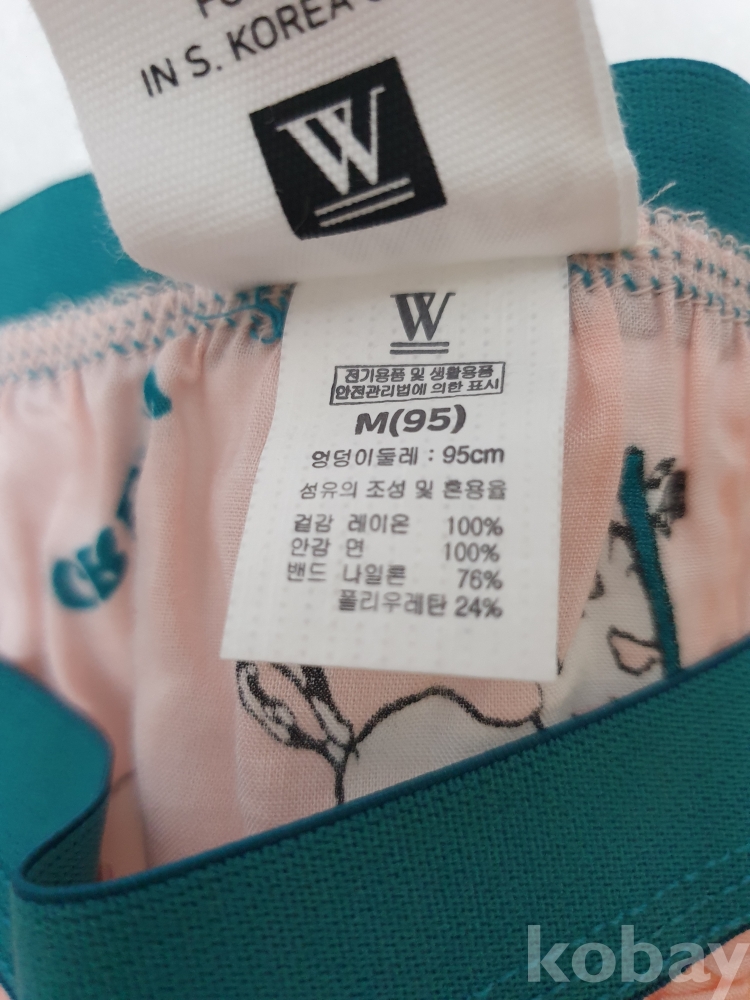 IN S. KOREA
W
W
전기용품 및 생활용품
안전관리법에 의한 표시
M(95)
엉덩이둘레 : 95cm
섬유의 조성 및 혼용율
겉감 레이온 100%
안감 면 100%
밴드 나일론 76%
폴리우레탄 24%
kobay